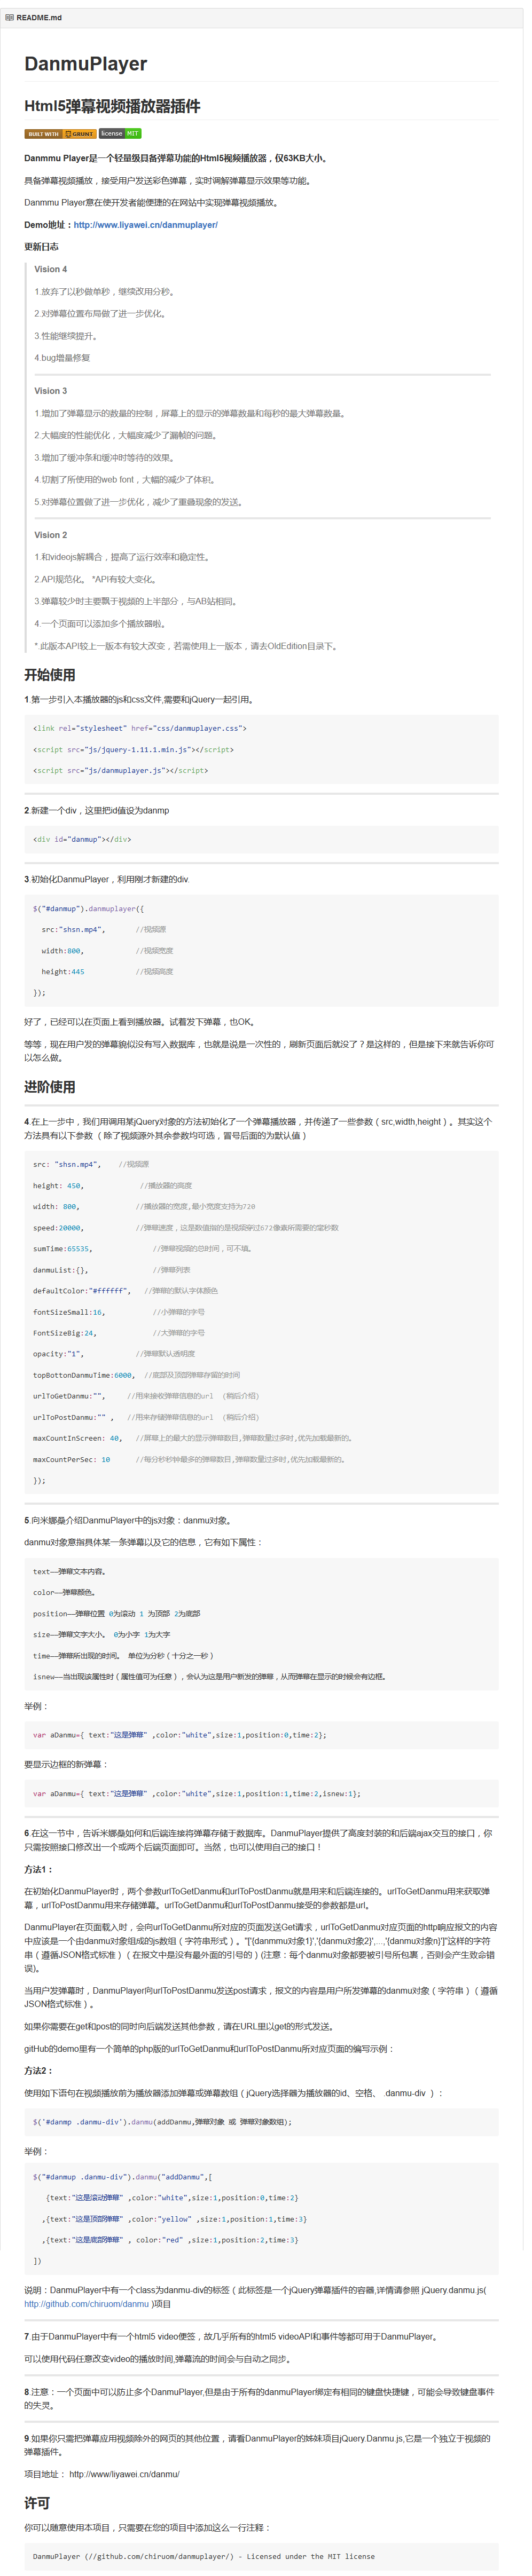 README.md
DanmuPlayer
Html5弹幕视频播放器插件
BUILT WITH GRUNT license MIT
Danmmu Player是一个轻量级具备弹幕功能的Html5视频播放器，仅63KB大小。
具备弹幕视频播放，接受用户发送彩色弹幕，实时调解弹幕显示效果等功能。
Danmmu Player意在使开发者能便捷的在网站中实现弹幕视频播放。
Demo地址：http://www.liyawei.cn/danmuplayer/
更新日志
Vision 4
1.放弃了以秒做单秒，继续改用分秒。
2.对弹幕位置布局做了进一步优化。
3.性能继续提升。
4.bug增量修复
Vision 3
1.增加了弹幕显示的数量的控制，屏幕上的显示的弹幕数量和每秒的最大弹幕数量。
2.大幅度的性能优化，大幅度减少了漏帧的问题。
3.增加了缓冲条和缓冲时等待的效果。
4.切割了所使用的web font，大幅的减少了体积。
5.对弹幕位置做了进一步优化，减少了重叠现象的发送。
Vision 2
1.和videojs解耦合，提高了运行效率和稳定性。
2.API规范化。 *API有较大变化。
3.弹幕较少时主要飘于视频的上半部分，与AB站相同。
4.一个页面可以添加多个播放器啦。
*.此版本API较上一版本有较大改变，若需使用上一版本，请去OldEdition目录下。
开始使用
1.第一步引入本播放器的js和css文件,需要和jQuery一起引用。
<link rel="stylesheet" href="css/danmuplayer.css">
<script src="js/jquery-1.11.1.min.js"></script>
<script src="js/danmuplayer.js"></script>
2.新建一个div，这里把id值设为danmp
<div id="danmup"></div>
3.初始化DanmuPlayer，利用刚才新建的div.
$("#danmup").danmuplayer({
src:"shsn.mp4", //视频源
width:800, //视频宽度
height:445 //视频高度
});
好了，已经可以在页面上看到播放器。试着发下弹幕，也OK。
等等，现在用户发的弹幕貌似没有写入数据库，也就是说是一次性的，刷新页面后就没了？是这样的，但是接下来就告诉你可
以怎么做。
进阶使用
4.在上一步中，我们用调用某jQuery对象的方法初始化了一个弹幕播放器，并传递了一些参数（src,width,height）。其实这个
方法具有以下参数 （除了视频源外其余参数均可选，冒号后面的为默认值）
src: "shsn.mp4", //视频源
height: 450, //播放器的高度
width: 800, //播放器的宽度,最小宽度支持为720
speed:20000, //弹幕速度，这是数值指的是视频穿过672像素所需要的毫秒数
sumTime:65535, //弹幕视频的总时间，可不填。
danmuList:{}, //弹幕列表
defaultColor:"#ffffff", //弹幕的默认字体颜色
fontSizeSmall:16, //小弹幕的字号
FontSizeBig:24, //大弹幕的字号
opacity:"1", //弹幕默认透明度
topBottonDanmuTime:6000, //底部及顶部弹幕存留的时间
urlToGetDanmu:"", //用来接收弹幕信息的url （稍后介绍）
urlToPostDanmu:"" , //用来存储弹幕信息的url （稍后介绍）
maxCountInScreen: 40, //屏幕上的最大的显示弹幕数目,弹幕数量过多时,优先加载最新的。
maxCountPerSec: 10 //每分秒秒钟最多的弹幕数目,弹幕数量过多时,优先加载最新的。
});
5.向米娜桑介绍DanmuPlayer中的js对象：danmu对象。
danmu对象意指具体某一条弹幕以及它的信息，它有如下属性：
text——弹幕文本内容。
color——弹幕颜色。
position——弹幕位置 0为滚动 1 为顶部 2为底部
size——弹幕文字大小。 0为小字 1为大字
time——弹幕所出现的时间。 单位为分秒（十分之一秒）
isnew——当出现该属性时（属性值可为任意），会认为这是用户新发的弹幕，从而弹幕在显示的时候会有边框。
举例：
var aDanmu={ text:"这是弹幕" ,color:"white",size:1,position:0,time:2};
要显示边框的新弹幕：
var aDanmu={ text:"这是弹幕" ,color:"white",size:1,position:1,time:2,isnew:1};
6.在这一节中，告诉米娜桑如何和后端连接将弹幕存储于数据库。DanmuPlayer提供了高度封装的和后端ajax交互的接口，你
只需按照接口修改出一个或两个后端页面即可。当然，也可以使用自己的接口！
方法1：
在初始化DanmuPlayer时，两个参数urlToGetDanmu和urlToPostDanmu就是用来和后端连接的。urlToGetDanmu用来获取弹
幕，urlToPostDanmu用来存储弹幕。urlToGetDanmu和urlToPostDanmu接受的参数都是url。
DanmuPlayer在页面载入时，会向urlToGetDanmu所对应的页面发送Get请求，urlToGetDanmu对应页面的http响应报文的内容
中应该是一个由danmu对象组成的js数组（字符串形式）。"['{danmmu对象1}','{danmu对象2}',...,'{danmu对象n}']"这样的字符
串（遵循JSON格式标准）（在报文中是没有最外面的引号的）(注意：每个danmu对象都要被引号所包裹，否则会产生致命错
误)。
当用户发弹幕时，DanmuPlayer向urlToPostDanmu发送post请求，报文的内容是用户所发弹幕的danmu对象（字符串）（遵循
JSON格式标准）。
如果你需要在get和post的同时向后端发送其他参数，请在URL里以get的形式发送。
gitHub的demo里有一个简单的php版的urlToGetDanmu和urlToPostDanmu所对应页面的编写示例：
方法2：
使用如下语句在视频播放前为播放器添加弹幕或弹幕数组（jQuery选择器为播放器的id、空格、 .danmu-div ）：
$('#danmp .danmu-div').danmu(addDanmu,弹幕对象 或 弹幕对象数组);
举例：
$("#danmup .danmu-div").danmu("addDanmu",[
{text:"这是滚动弹幕" ,color:"white",size:1,position:0,time:2}
,{text:"这是顶部弹幕" ,color:"yellow" ,size:1,position:1,time:3}
,{text:"这是底部弹幕" , color:"red" ,size:1,position:2,time:3}
])
说明：DanmuPlayer中有一个class为danmu-div的标签（此标签是一个jQuery弹幕插件的容器,详情请参照 jQuery.danmu.js(
http://github.com/chiruom/danmu )项目
7.由于DanmuPlayer中有一个html5 video便签，故几乎所有的html5 videoAPI和事件等都可用于DanmuPlayer。
可以使用代码任意改变video的播放时间,弹幕流的时间会与自动之同步。
8.注意：一个页面中可以防止多个DanmuPlayer,但是由于所有的danmuPlayer绑定有相同的键盘快捷键，可能会导致键盘事件
的失灵。
9.如果你只需把弹幕应用视频除外的网页的其他位置，请看DanmuPlayer的姊妹项目jQuery.Danmu.js,它是一个独立于视频的
弹幕插件。
项目地址： http://www/liyawei.cn/danmu/
许可
你可以随意使用本项目，只需要在您的项目中添加这么一行注释：
DanmuPlayer (//github.com/chiruom/danmuplayer/) - Licensed under the MIT license